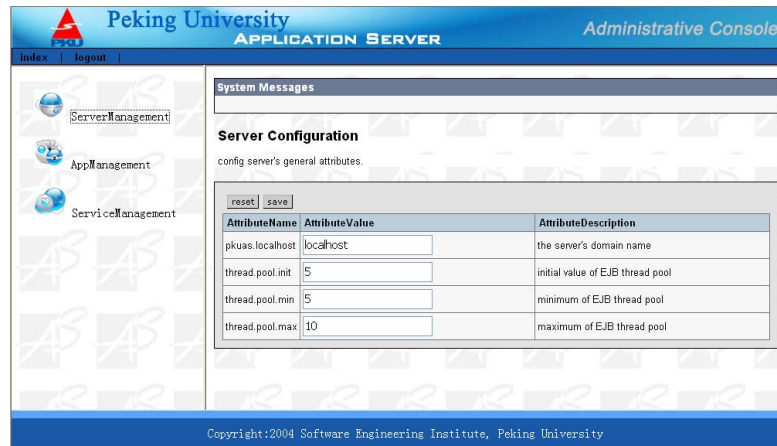 Peking University
APPLICATION SERVER
Administrative Console
PKU
Index | logout |
ServerManagement
AppManagement
ServiceManagement
System Messages
Server Configuration
config server's general attributes.
reset save
AttributeName AttributeValue AttributeDescription
pkuas.localhost localhost the server's domain name
thread.pool.init 5 initial value of EJB thread pool
thread.pool.min 5 minimum of EJB thread pool
thread.pool.max 10 maximum of EJB thread pool
Copyright:2004 Software Engineering Institute, Peking University